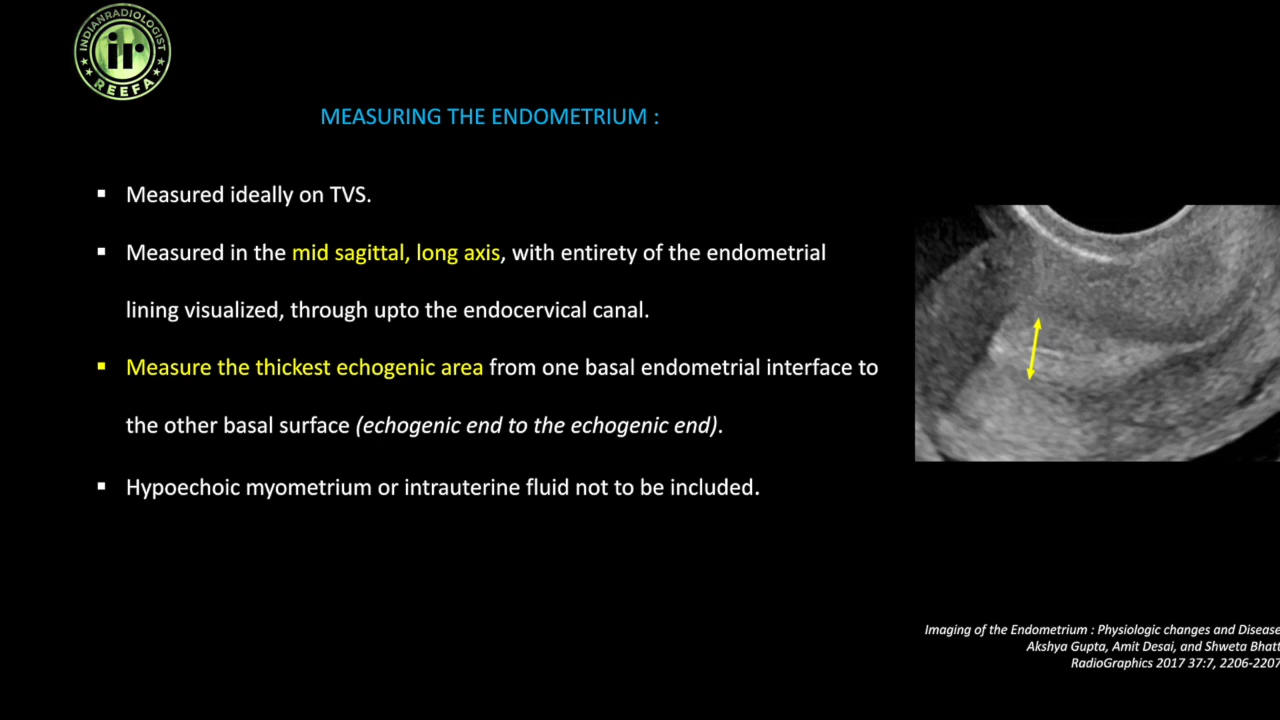 INDIANRADIOLOGIST
ir
REEFA
MEASURING THE ENDOMETRIUM :
▪ Measured ideally on TVS.
▪ Measured in the mid sagittal, long axis, with entirety of the endometrial
lining visualized, through upto the endocervical canal.
▪ Measure the thickest echogenic area from one basal endometrial interface to
the other basal surface (echogenic end to the echogenic end).
▪ Hypoechoic myometrium or intrauterine fluid not to be included.
Imaging of the Endometrium : Physiologic changes and Disease
Akshya Gupta, Amit Desai, and Shweta Bhatt
RadioGraphics 2017 37:7, 2206-2207